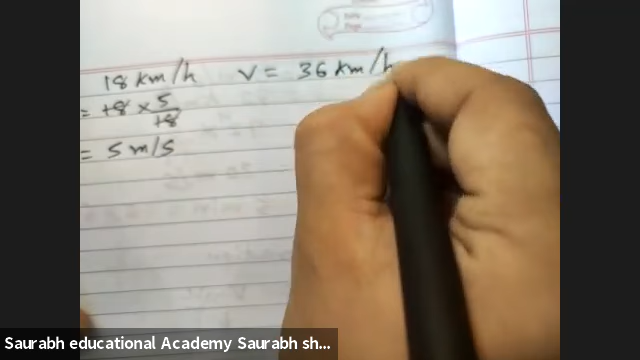 18 km/h V = 36 km/h
= 18 × 5/18
= 5 m/s
Saurabh educational Academy Saurabh sh...